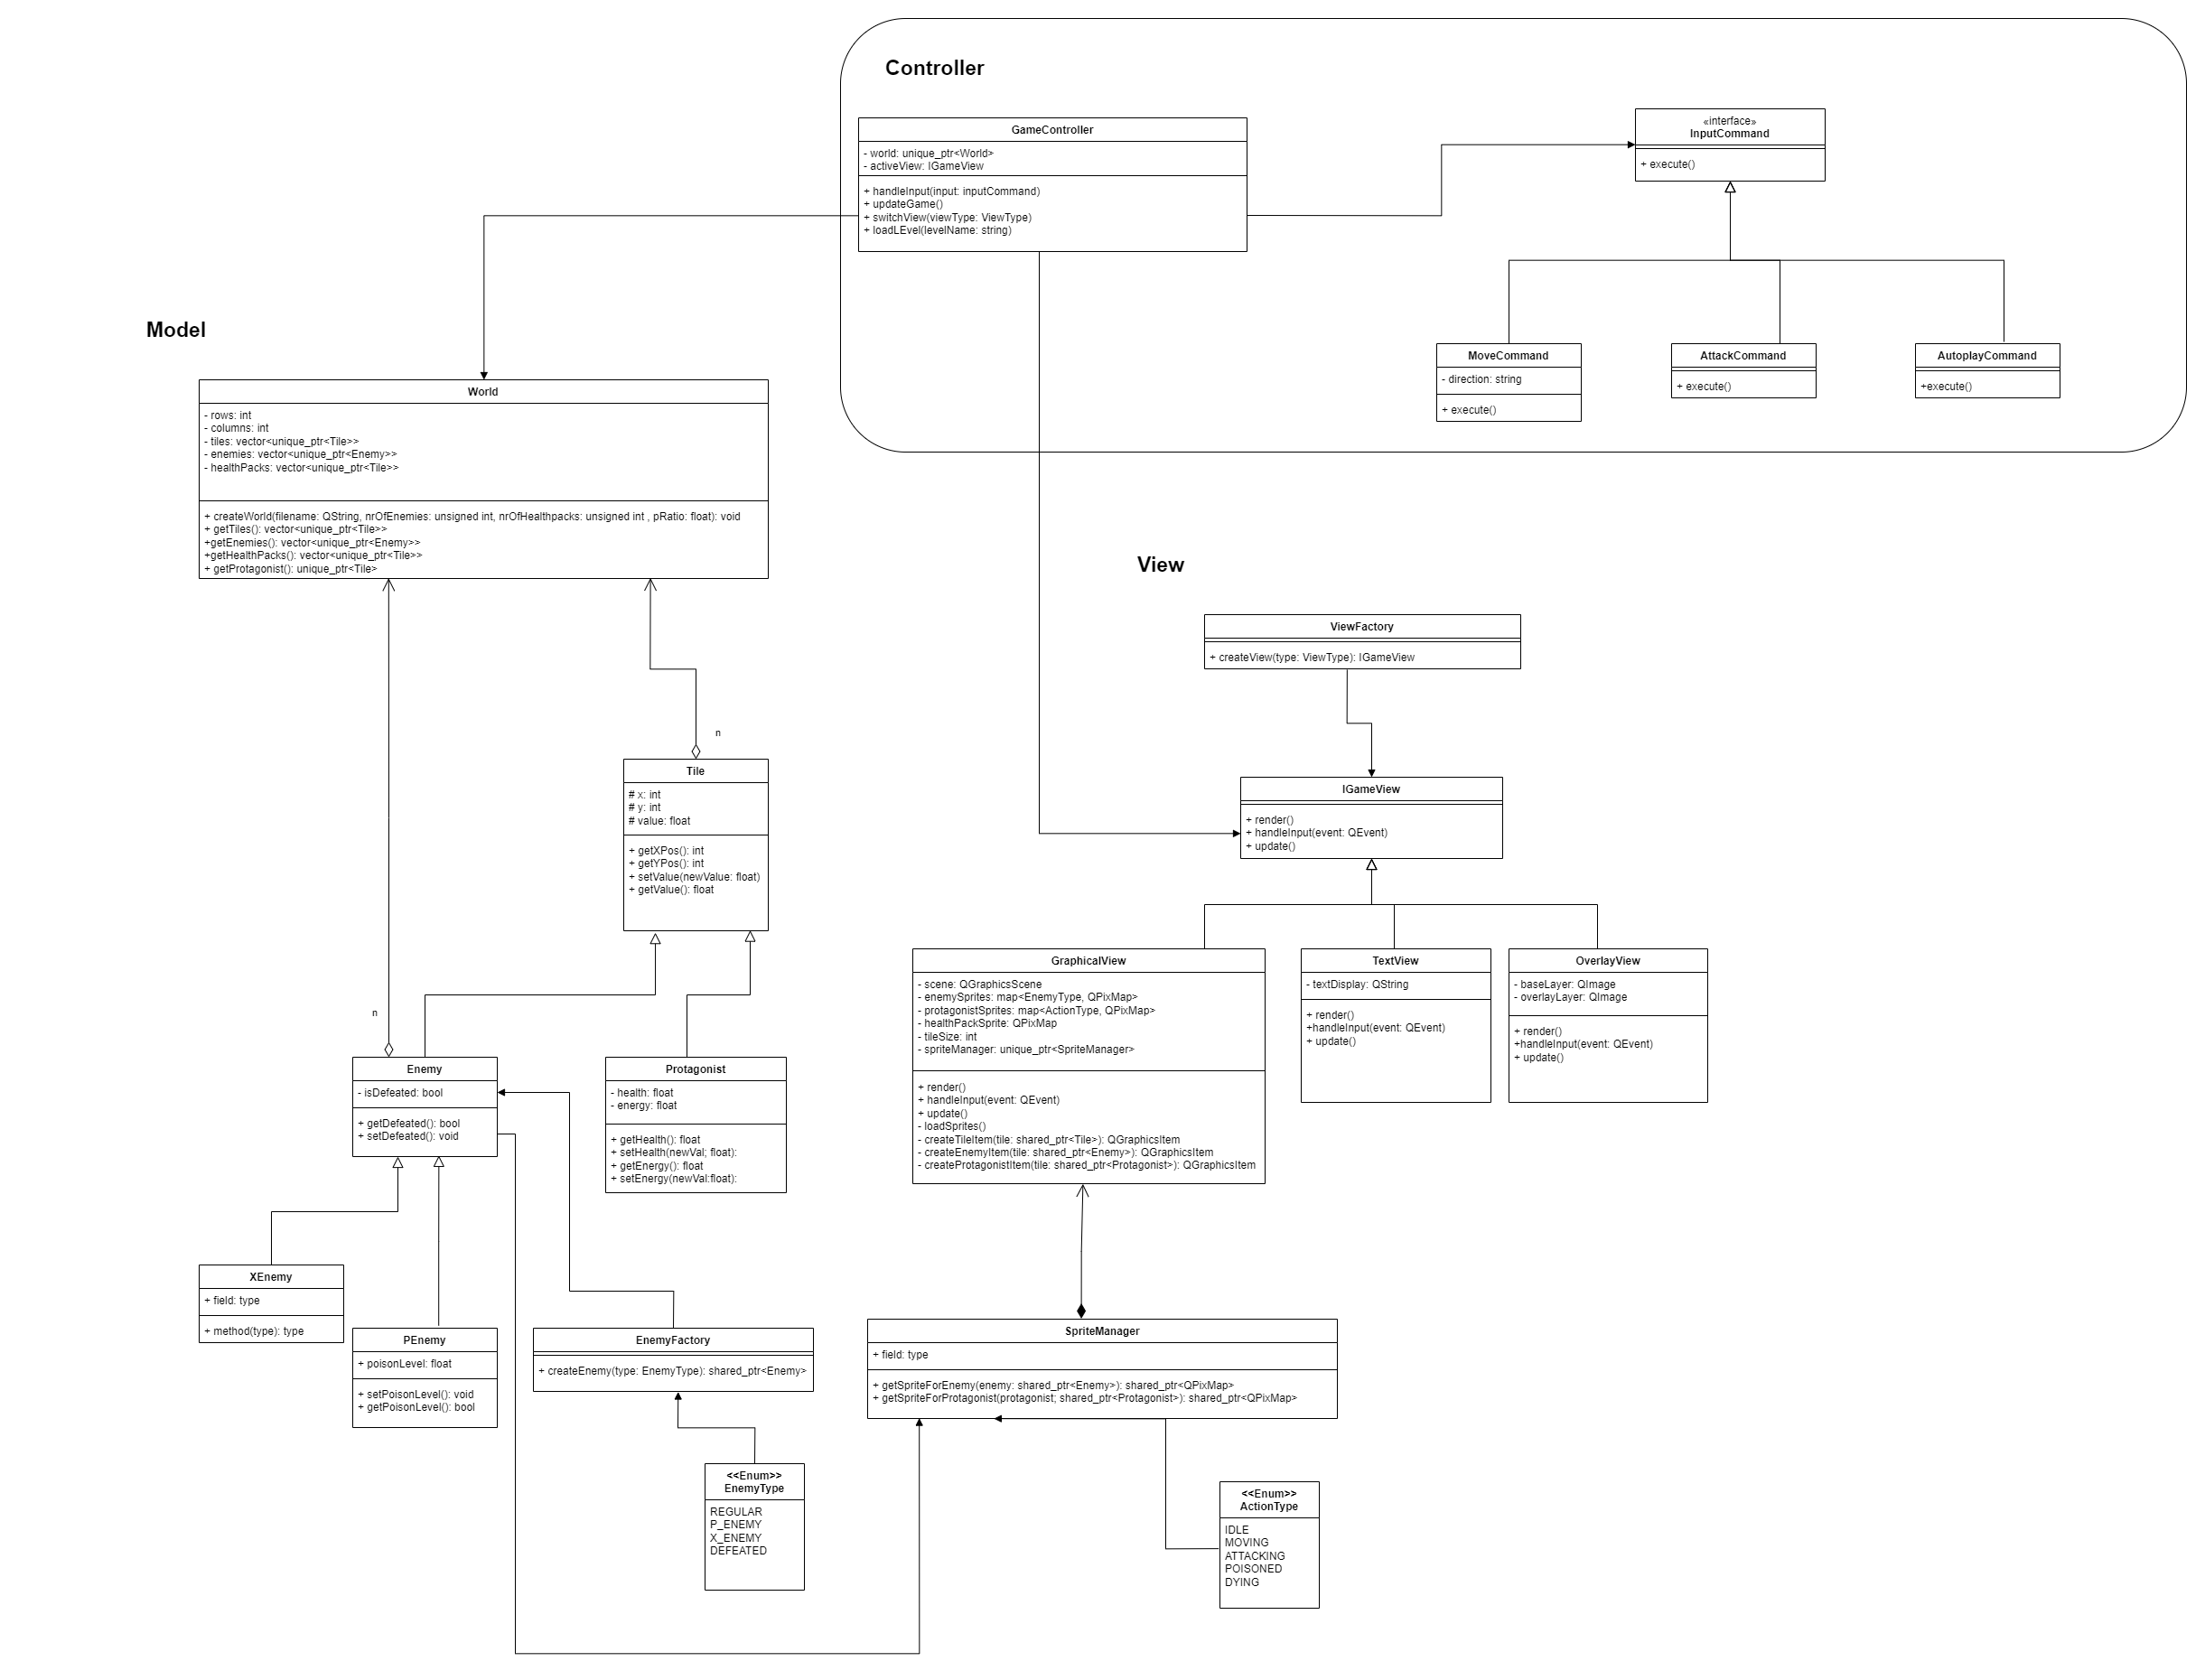 Controller
GameController
- world: unique_ptr<World>
- activeView: IGameView
+ handleInput(input: inputCommand)
+ updateGame()
+ switchView(viewType: ViewType)
+ loadLEvel(levelName: string)
«interface»
InputCommand
+ execute()
MoveCommand
- direction: string
+ execute()
AttackCommand
+ execute()
AutoplayCommand
+execute()
Model
World
- rows: int
- columns: int
- tiles: vector<unique_ptr<Tile>>
- enemies: vector<unique_ptr<Enemy>>
- healthPacks: vector<unique_ptr<Tile>>
+ createWorld(filename: QString, nrOfEnemies: unsigned int, nrOfHealthpacks: unsigned int , pRatio: float): void
+ getTiles(): vector<unique_ptr<Tile>>
+getEnemies(): vector<unique_ptr<Enemy>>
+getHealthPacks(): vector<unique_ptr<Tile>>
+ getProtagonist(): unique_ptr<Tile>
n
Tile
# x: int
# y: int
# value: float
+ getXPos(): int
+ getYPos(): int
+ setValue(newValue: float)
+ getValue(): float
n
Enemy
- isDefeated: bool
+ getDefeated(): bool
+ setDefeated(): void
Protagonist
- health: float
- energy: float
+ getHealth(): float
+ setHealth(newVal; float):
+ getEnergy(): float
+ setEnergy(newVal:float):
XEnemy
+ field: type
+ method(type): type
PEnemy
+ poisonLevel: float
+ setPoisonLevel(): void
+ getPoisonLevel(): bool
EnemyFactory
+ createEnemy(type: EnemyType): shared_ptr<Enemy>
<<Enum>>
EnemyType
REGULAR
P_ENEMY
X_ENEMY
DEFEATED
View
ViewFactory
+ createView(type: ViewType): IGameView
IGameView
+ render()
+ handleInput(event: QEvent)
+ update()
GraphicalView
- scene: QGraphicsScene
- enemySprites: map<EnemyType, QPixMap>
- protagonistSprites: map<ActionType, QPixMap>
- healthPackSprite: QPixMap
- tileSize: int
- spriteManager: unique_ptr<SpriteManager>
+ render()
+ handleInput(event: QEvent)
+ update()
- loadSprites()
- createTileItem(tile: shared_ptr<Tile>): QGraphicsItem
- createEnemyItem(tile: shared_ptr<Enemy>): QGraphicsItem
- createProtagonistItem(tile: shared_ptr<Protagonist>): QGraphicsItem
TextView
- textDisplay: QString
+ render()
+handleInput(event: QEvent)
+ update()
OverlayView
- baseLayer: QImage
- overlayLayer: QImage
+ render()
+handleInput(event: QEvent)
+ update()
SpriteManager
+ field: type
+ getSpriteForEnemy(enemy: shared_ptr<Enemy>): shared_ptr<QPixMap>
+ getSpriteForProtagonist(protagonist; shared_ptr<Protagonist>): shared_ptr<QPixMap>
<<Enum>>
ActionType
IDLE
MOVING
ATTACKING
POISONED
DYING